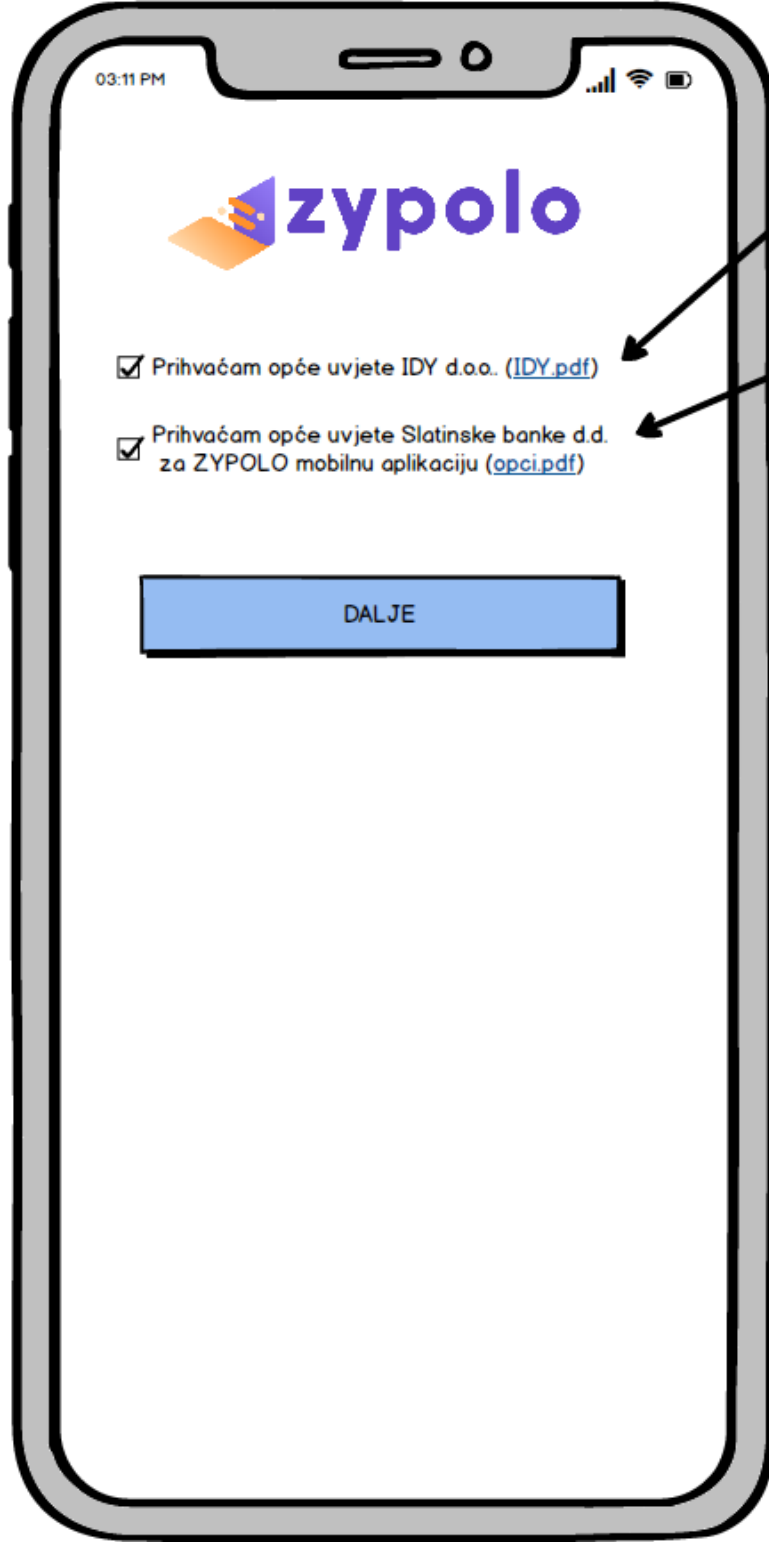 03:11 PM
zypolo
Prihvaćam opće uvjete IDY d.o.o.. (IDY.pdf)
Prihvaćam opće uvjete Slatinske banke d.d.
za ZYPOLO mobilnu aplikaciju (opci.pdf)
DALJE